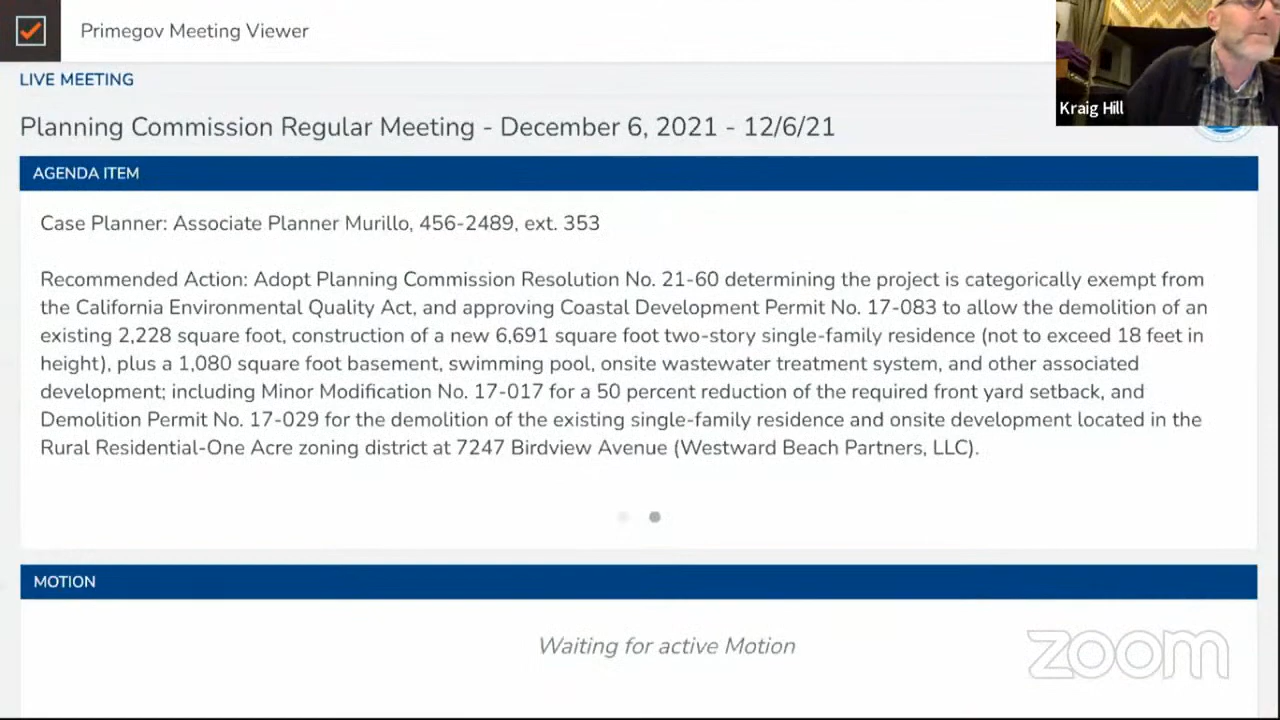 Primegov Meeting Viewer
Kraig Hill
LIVE MEETING
Planning Commission Regular Meeting - December 6, 2021 - 12/6/21
AGENDA ITEM
Case Planner: Associate Planner Murillo, 456-2489, ext. 353
Recommended Action: Adopt Planning Commission Resolution No. 21-60 determining the project is categorically exempt from
the California Environmental Quality Act, and approving Coastal Development Permit No. 17-083 to allow the demolition of an
existing 2,228 square foot, construction of a new 6,691 square foot two-story single-family residence (not to exceed 18 feet in
height), plus a 1,080 square foot basement, swimming pool, onsite wastewater treatment system, and other associated
development; including Minor Modification No. 17-017 for a 50 percent reduction of the required front yard setback, and
Demolition Permit No. 17-029 for the demolition of the existing single-family residence and onsite development located in the
Rural Residential-One Acre zoning district at 7247 Birdview Avenue (Westward Beach Partners, LLC).
MOTION
Waiting for active Motion
zoom